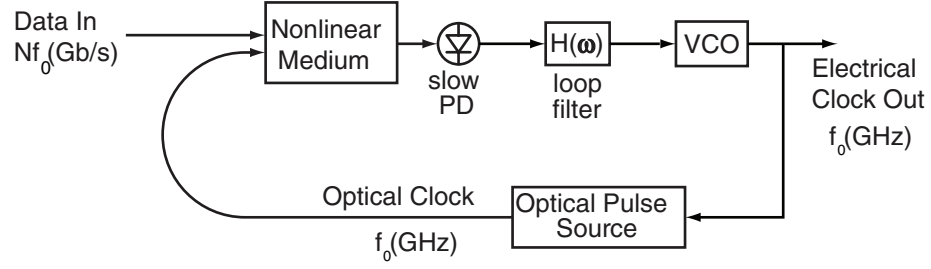 Data In
Nf₀(Gb/s)
Nonlinear
Medium
slow
PD
H(ω)
loop
filter
VCO
Electrical
Clock Out
f₀(GHz)
Optical Clock
f₀(GHz)
Optical Pulse
Source